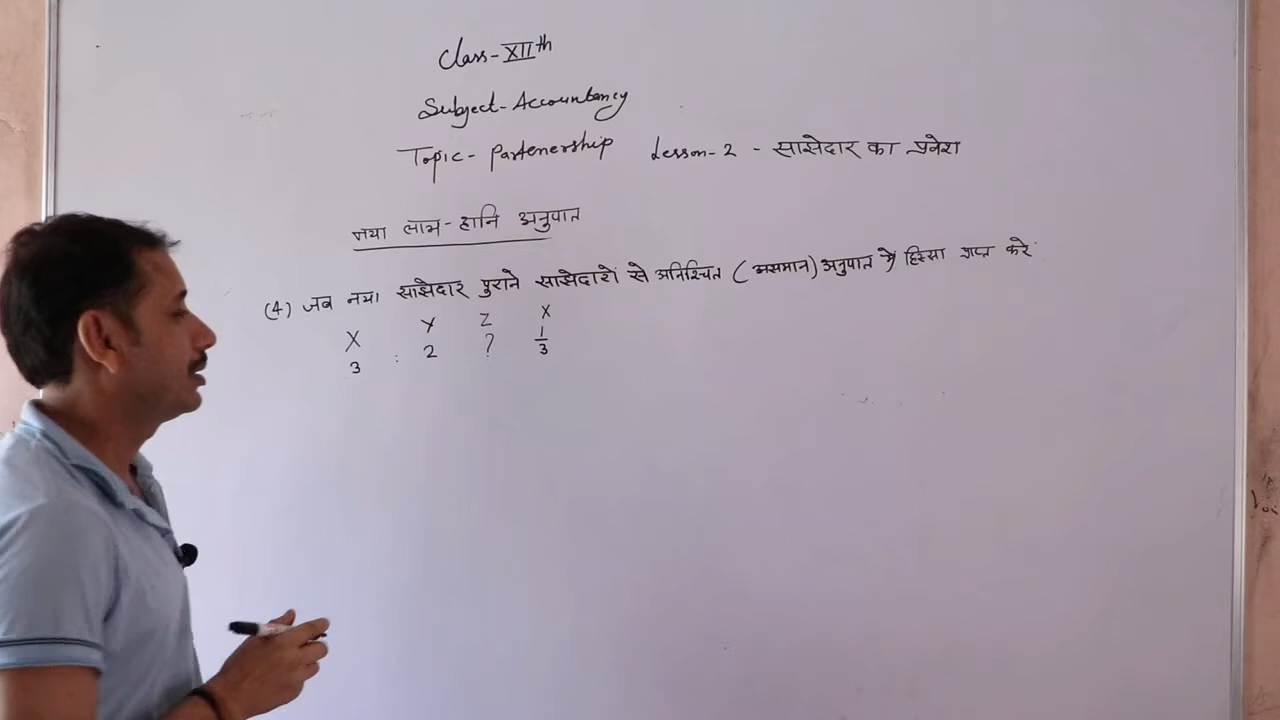 Class-XIIth
Subject-Accountancy
Topic- Partenership Lesson-2 - साझेदार का प्रवेश
नया लाभ-हानि अनुपात
(4) जब नया साझेदार पुराने साझेदारो से अनिश्चित (असमान) अनुपात मे हिस्सा प्राप्त करे
X Y Z X
3 : 2 ? 1/3